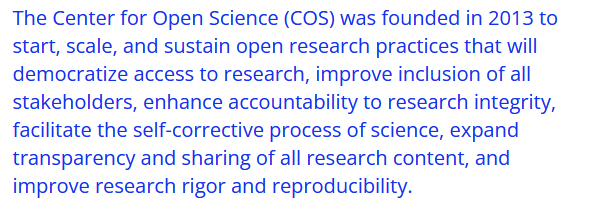 The Center for Open Science (COS) was founded in 2013 to
start, scale, and sustain open research practices that will
democratize access to research, improve inclusion of all
stakeholders, enhance accountability to research integrity,
facilitate the self-corrective process of science, expand
transparency and sharing of all research content, and
improve research rigor and reproducibility.